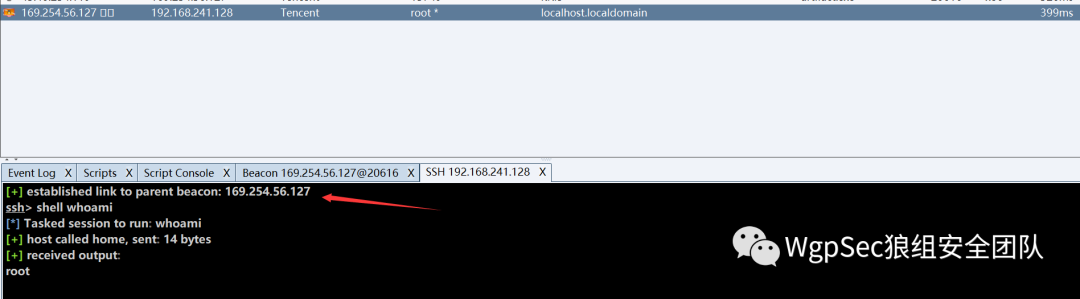 169.254.56.127 192.168.241.128 Tencent root * localhost.localdomain 399ms
Event Log X Scripts X Script Console X Beacon 169.254.56.127@20616 X SSH 192.168.241.128 X
[+] established link to parent beacon: 169.254.56.127
ssh> shell whoami
[*] Tasked session to run: whoami
[+] host called home, sent: 14 bytes
[+] received output:
root
WgpSec狼组安全团队